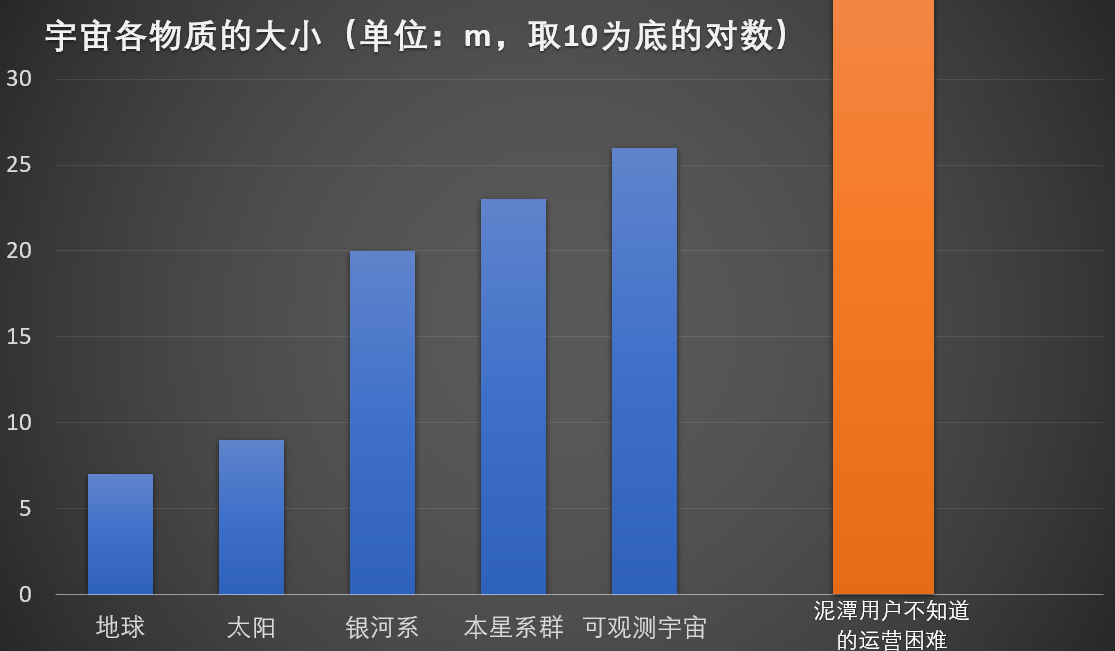 宇宙各物质的大小（单位：m，取10为底的对数）
30
25
20
15
10
5
0
地球
太阳
银河系
本星系群
可观测宇宙
泥潭用户不知道
的运营困难